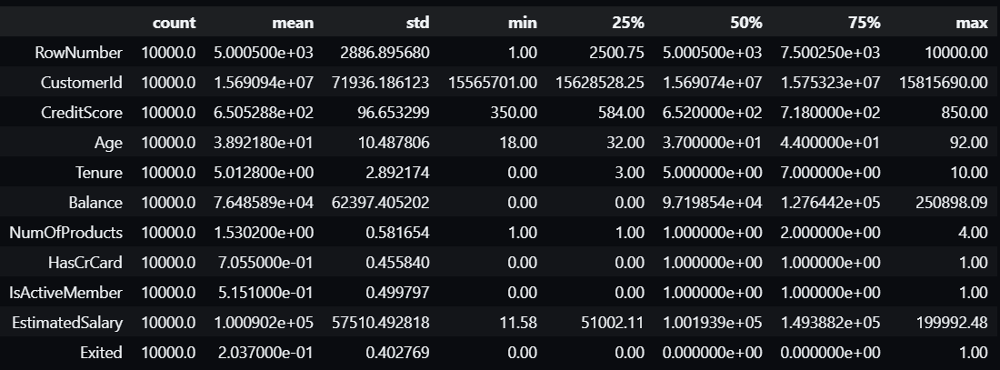 count mean std min 25% 50% 75% max
RowNumber 10000.0 5.000500e+03 2886.895680 1.00 2500.75 5.000500e+03 7.500250e+03 10000.00
CustomerId 10000.0 1.569094e+07 71936.186123 15565701.00 15628528.25 1.569074e+07 1.575323e+07 15815690.00
CreditScore 10000.0 6.505288e+02 96.653299 350.00 584.00 6.520000e+02 7.180000e+02 850.00
Age 10000.0 3.892180e+01 10.487806 18.00 32.00 3.700000e+01 4.400000e+01 92.00
Tenure 10000.0 5.012800e+00 2.892174 0.00 3.00 5.000000e+00 7.000000e+00 10.00
Balance 10000.0 7.648589e+04 62397.405202 0.00 0.00 9.719854e+04 1.276442e+05 250898.09
NumOfProducts 10000.0 1.530200e+00 0.581654 1.00 1.00 1.000000e+00 2.000000e+00 4.00
HasCrCard 10000.0 7.055000e-01 0.455840 0.00 0.00 1.000000e+00 1.000000e+00 1.00
IsActiveMember 10000.0 5.151000e-01 0.499797 0.00 0.00 1.000000e+00 1.000000e+00 1.00
EstimatedSalary 10000.0 1.000902e+05 57510.492818 11.58 51002.11 1.001939e+05 1.493882e+05 199992.48
Exited 10000.0 2.037000e-01 0.402769 0.00 0.00 0.000000e+00 0.000000e+00 1.00